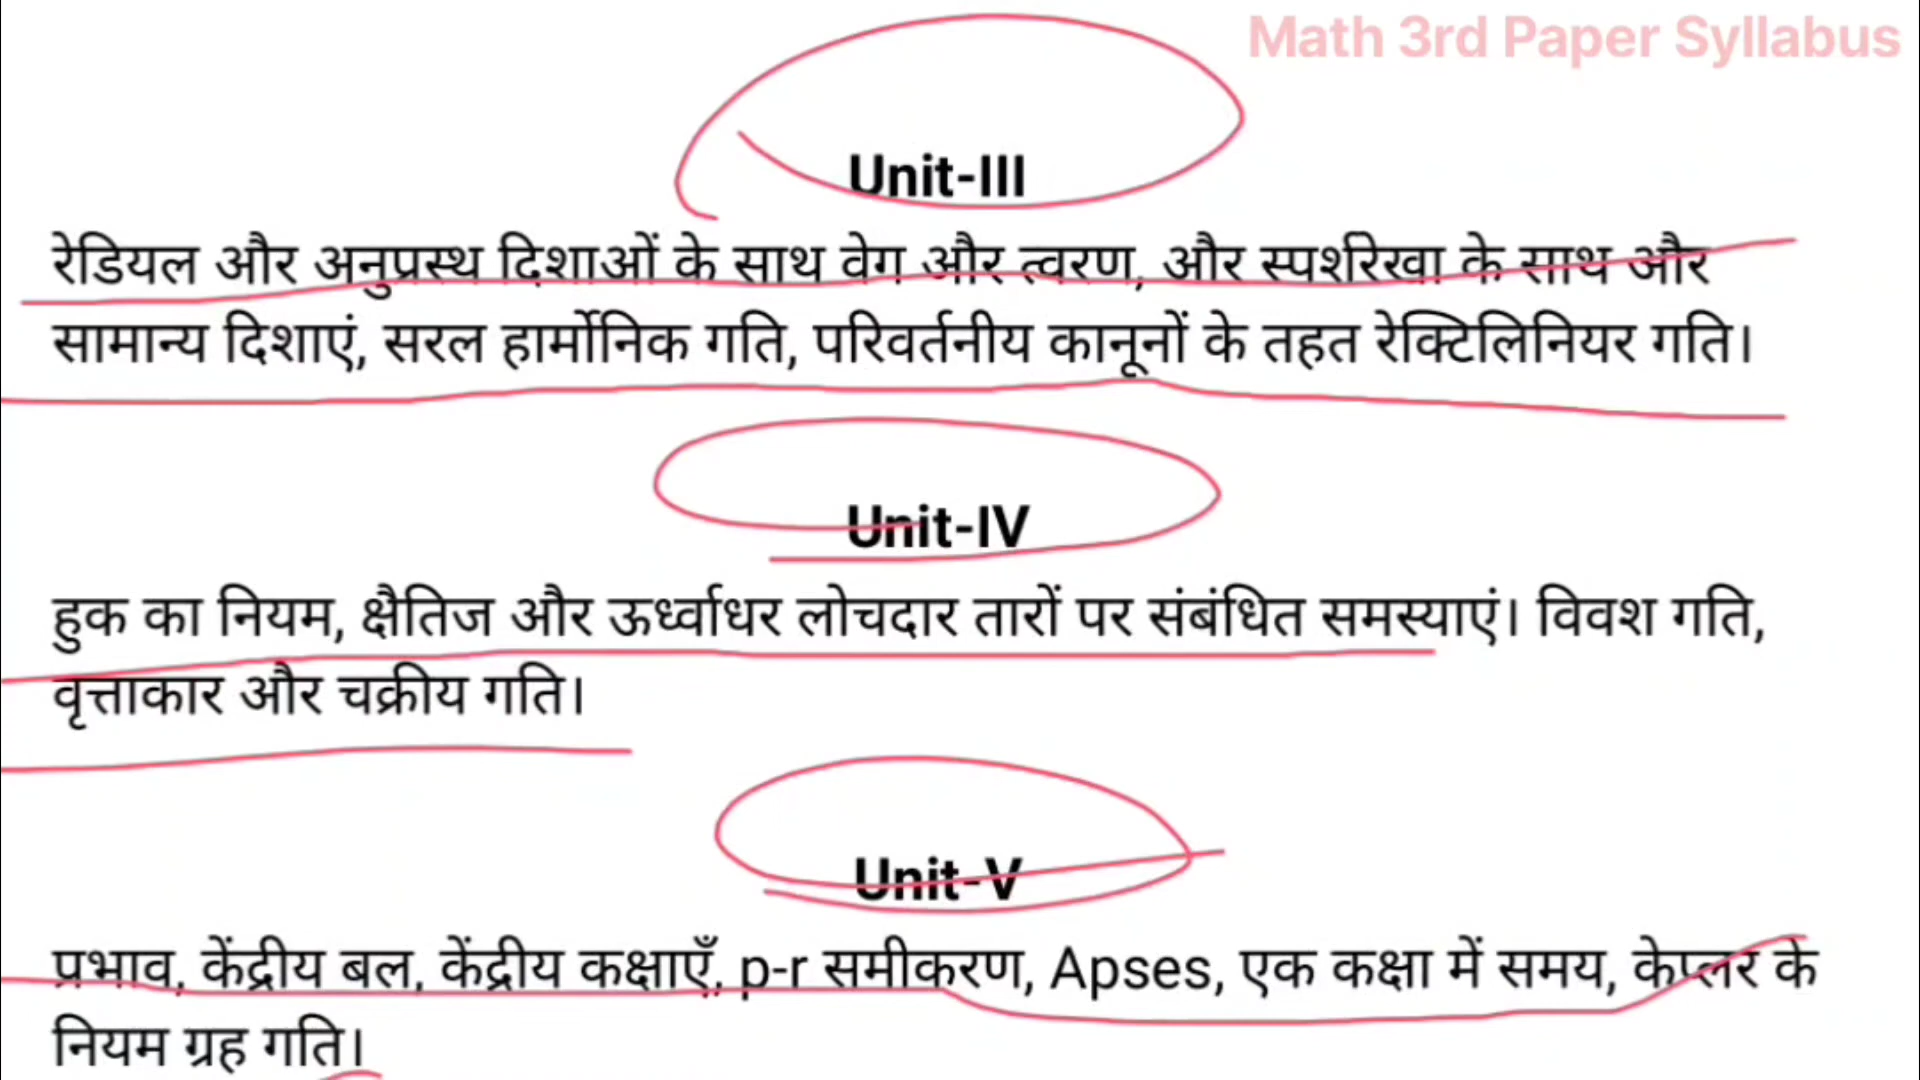 Math 3rd Paper Syllabus
Unit-III
रेडियल और अनुप्रस्थ दिशाओं के साथ वेग और त्वरण, और स्पर्शरेखा के साथ और
सामान्य दिशाएं, सरल हार्मोनिक गति, परिवर्तनीय कानूनों के तहत रेक्टिलिनियर गति।
Unit-IV
हुक का नियम, क्षैतिज और ऊर्ध्वाधर लोचदार तारों पर संबंधित समस्याएं। विवश गति,
वृत्ताकार और चक्रीय गति।
Unit-V
प्रभाव, केंद्रीय बल, केंद्रीय कक्षाएँ, p-r समीकरण, Apses, एक कक्षा में समय, केप्लर के
नियम ग्रह गति।